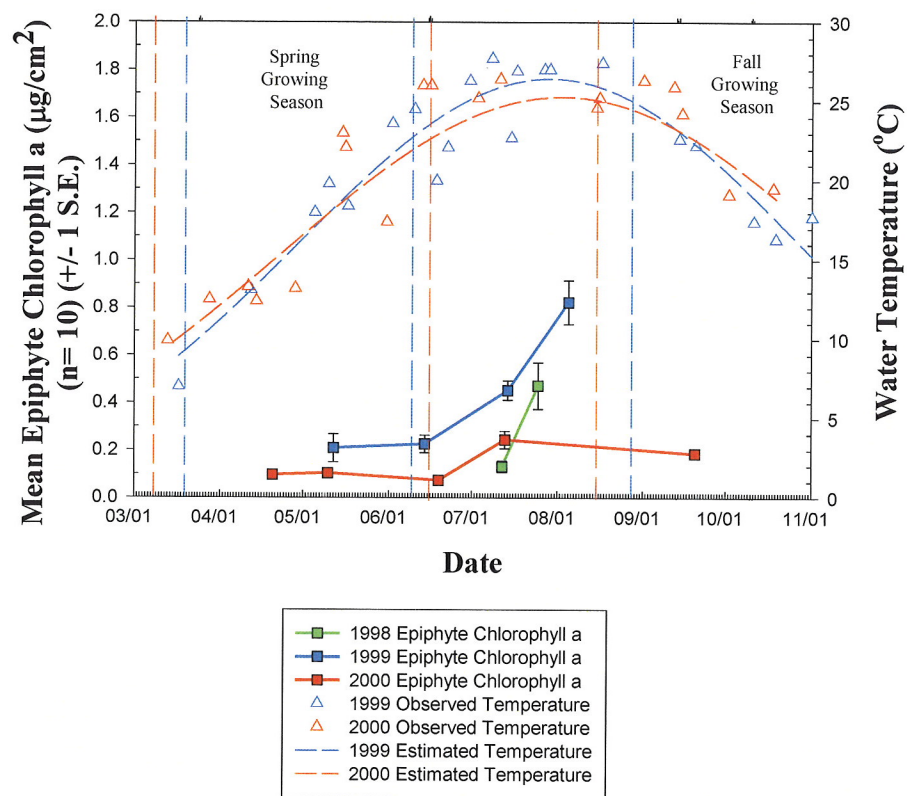 Mean Epiphyte Chlorophyll a (µg/cm²)
(n= 10) (+/- 1 S.E.)
2.0
1.8
1.6
1.4
1.2
1.0
0.8
0.6
0.4
0.2
0.0
Spring
Growing
Season
Fall
Growing
Season
30
25
20
15
10
5
0
Water Temperature (°C)
03/01 04/01 05/01 06/01 07/01 08/01 09/01 10/01 11/01
Date
1998 Epiphyte Chlorophyll a
1999 Epiphyte Chlorophyll a
2000 Epiphyte Chlorophyll a
1999 Observed Temperature
2000 Observed Temperature
1999 Estimated Temperature
2000 Estimated Temperature